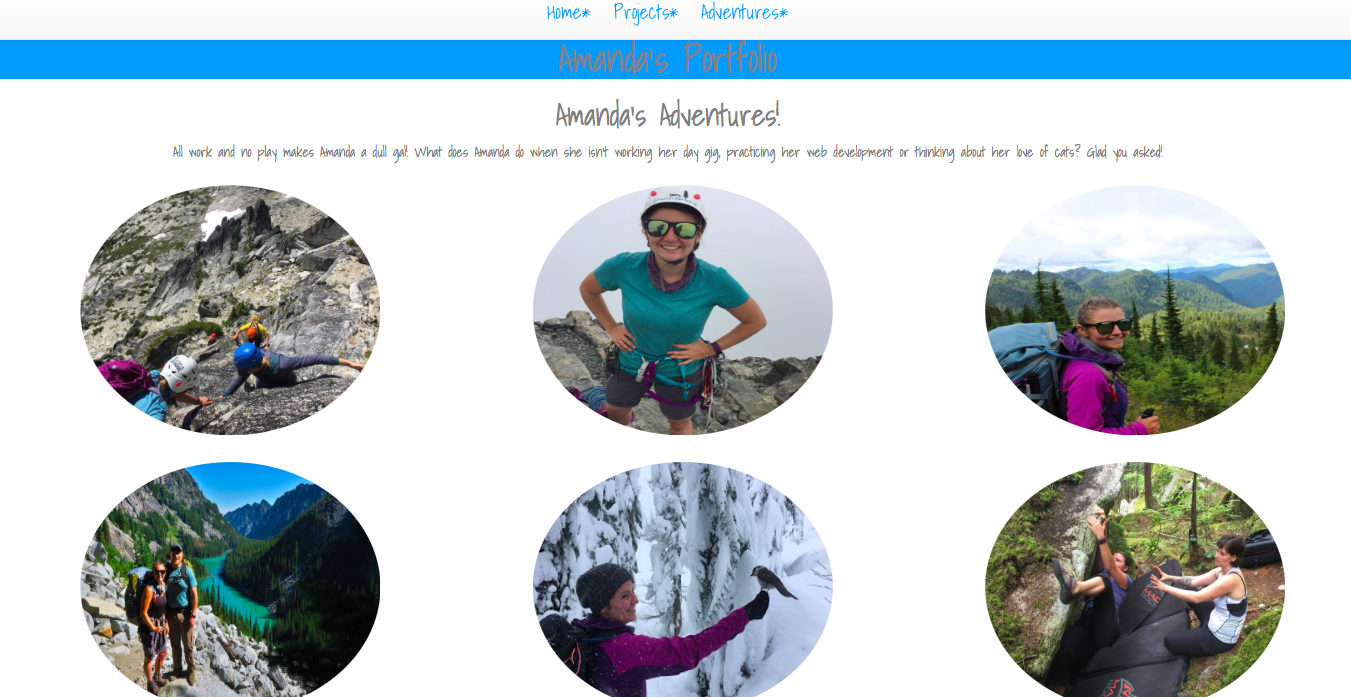 Home* Projects* Adventures*
Amanda's Portfolio
Amanda's Adventures!
All work and no play makes Amanda a dull gal! What does Amanda do when she isn't working her day gig, practicing her web development or thinking about her love of cats? Glad you asked!